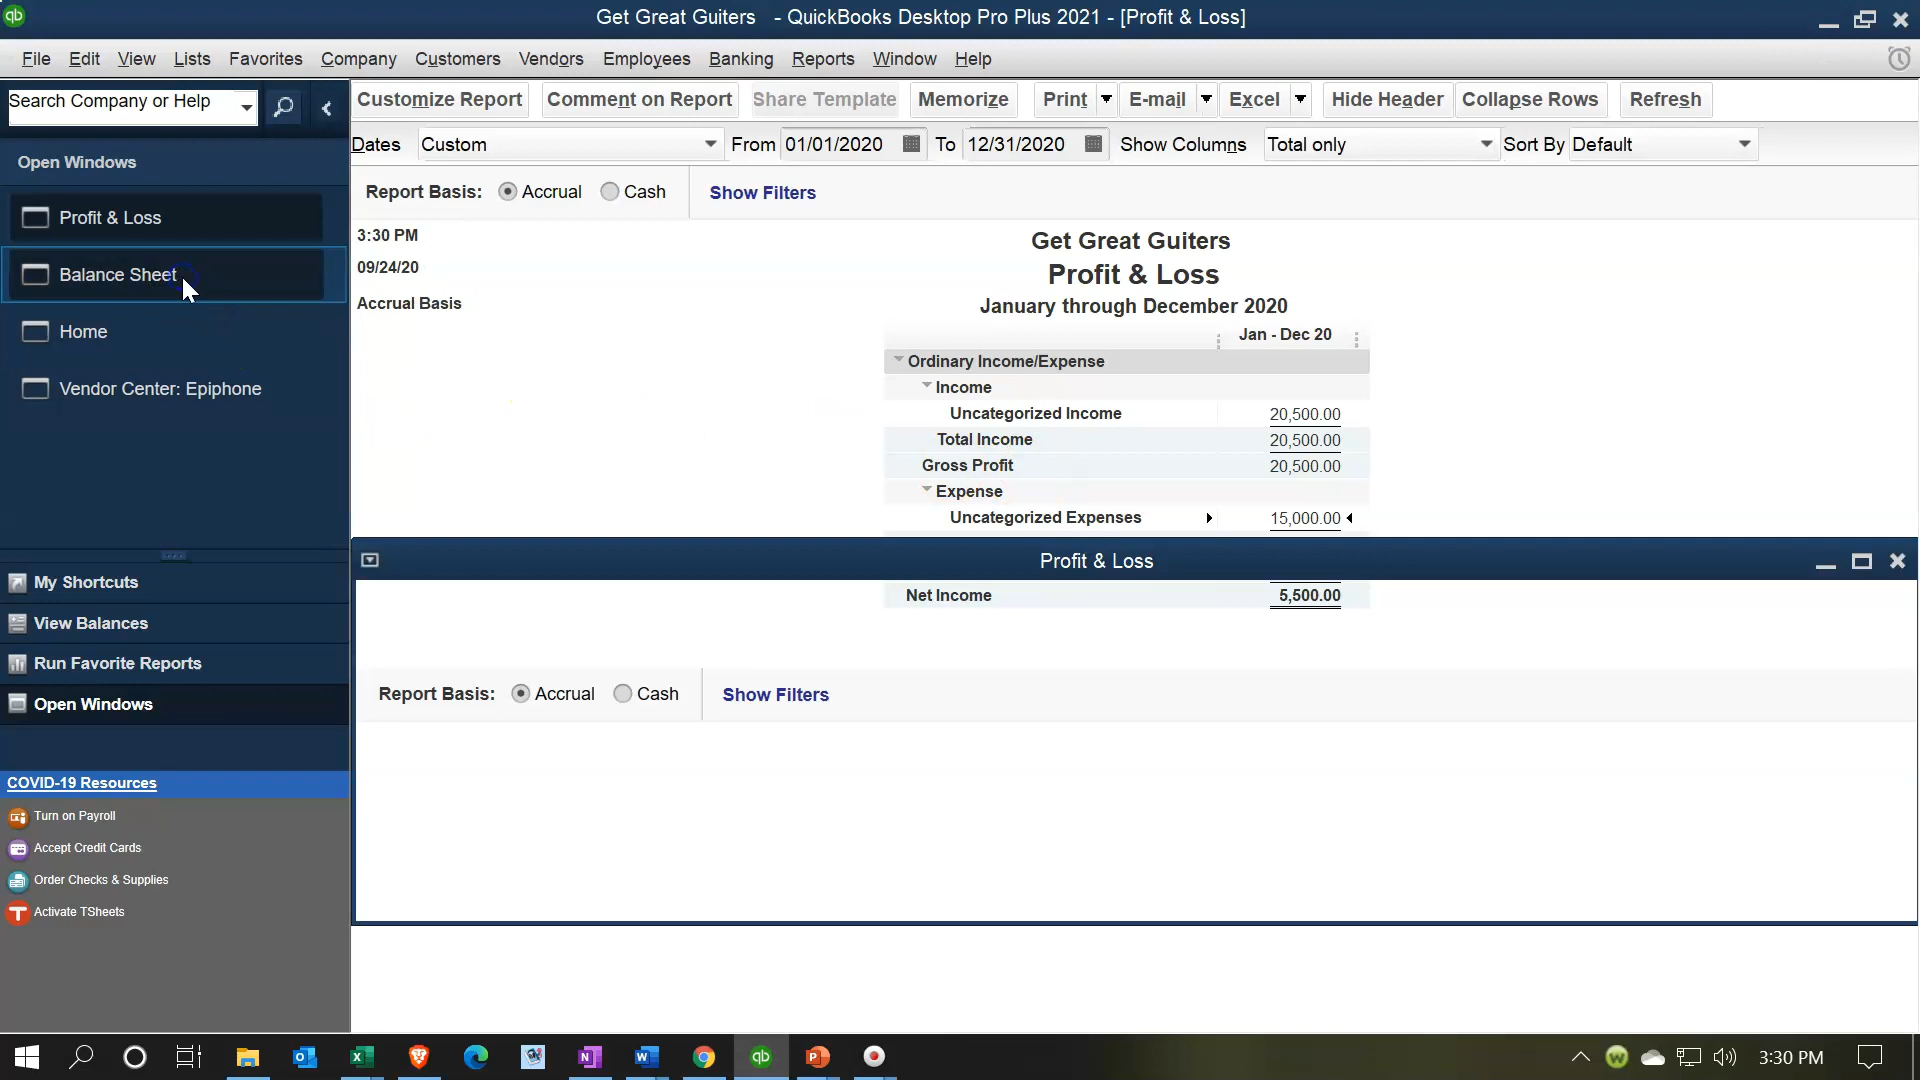 Get Great Guiters - QuickBooks Desktop Pro Plus 2021 - [Profit & Loss]
File Edit View Lists Favorites Company Customers Vendors Employees Banking Reports Window Help
Search Company or Help
Customize Report Comment on Report Share Template Memorize Print E-mail Excel Hide Header Collapse Rows Refresh
Dates Custom From 01/01/2020 To 12/31/2020 Show Columns Total only Sort By Default
Open Windows
Profit & Loss
Balance Sheet
Home
Vendor Center: Epiphone
My Shortcuts
View Balances
Run Favorite Reports
Open Windows
COVID-19 Resources
Turn on Payroll
Accept Credit Cards
Order Checks & Supplies
Activate TSheets
Report Basis: Accrual Cash Show Filters
3:30 PM
09/24/20
Accrual Basis
Get Great Guiters
Profit & Loss
January through December 2020
Jan - Dec 20
Ordinary Income/Expense
Income
Uncategorized Income 20,500.00
Total Income 20,500.00
Gross Profit 20,500.00
Expense
Uncategorized Expenses 15,000.00
Profit & Loss
Net Income 5,500.00
Report Basis: Accrual Cash Show Filters
3:30 PM